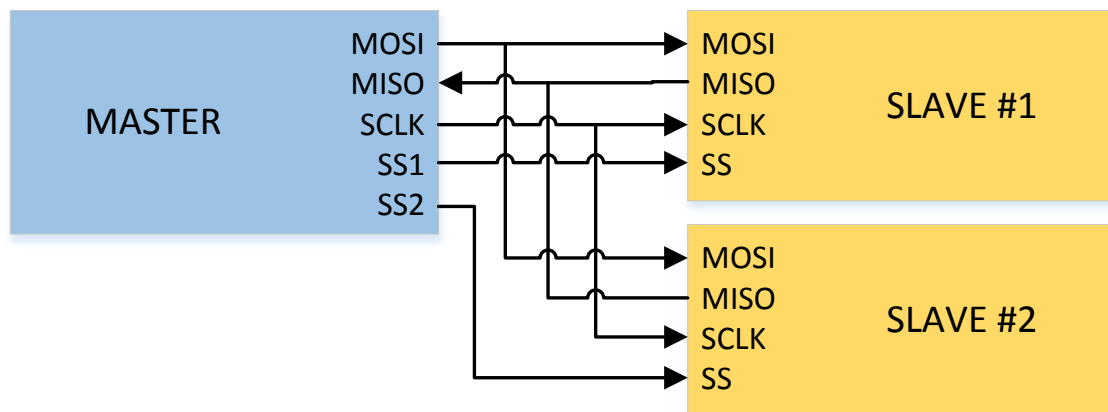 MASTER
MOSI
MISO
SCLK
SS1
SS2
MOSI
MISO
SCLK
SS
SLAVE #1
MOSI
MISO
SCLK
SS
SLAVE #2